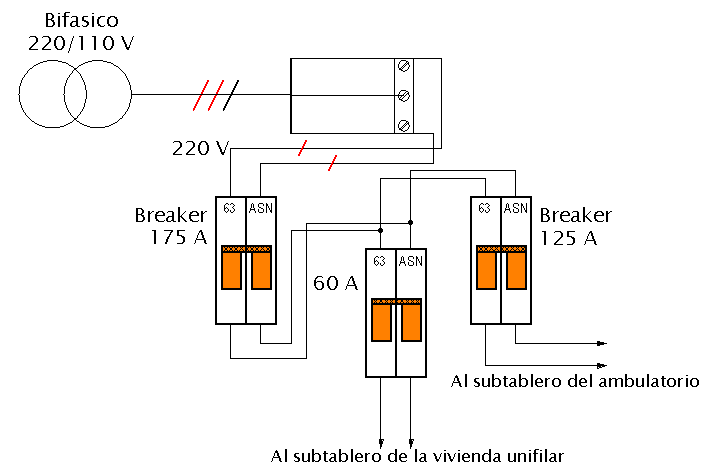 Bifasico
220/110 V
220 V
Breaker
175 A
63 ASN
60 A
63 ASN
63 ASN
Breaker
125 A
Al subtablero del ambulatorio
Al subtablero de la vivienda unifilar